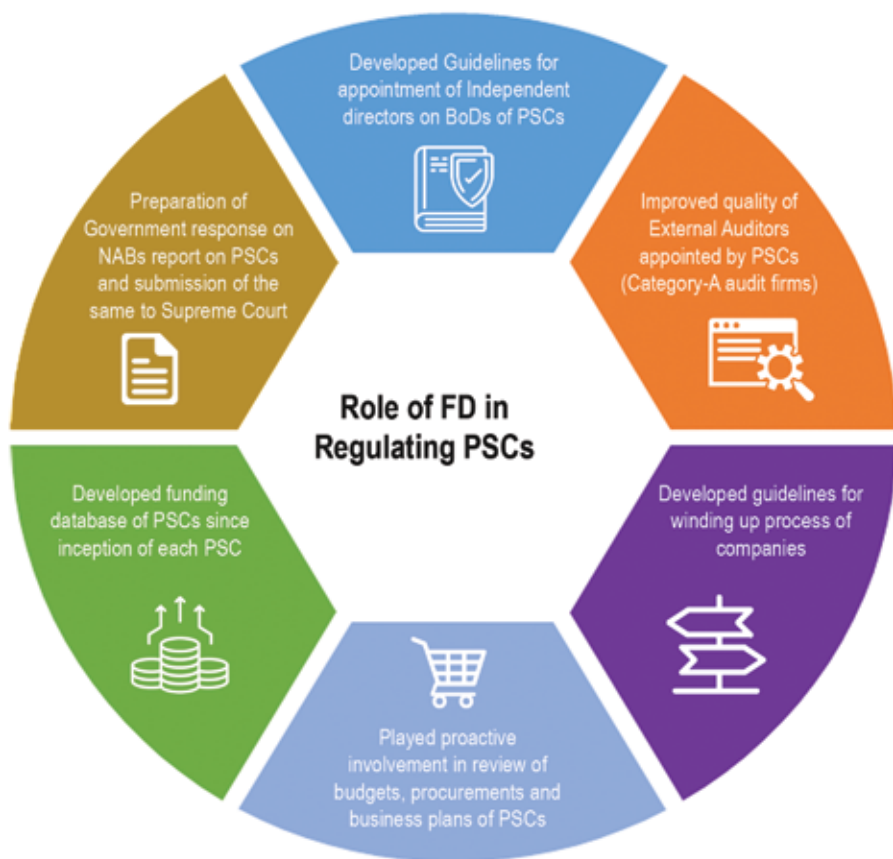 Developed Guidelines for
appointment of Independent
directors on BoDs of PSCs
Improved quality of
External Auditors
appointed by PSCs
(Category-A audit firms)
Developed guidelines for
winding up process of
companies
Played proactive
involvement in review of
budgets, procurements and
business plans of PSCs
Developed funding
database of PSCs since
inception of each PSC
Preparation of
Government response on
NABs report on PSCs
and submission of the
same to Supreme Court
Role of FD in
Regulating PSCs